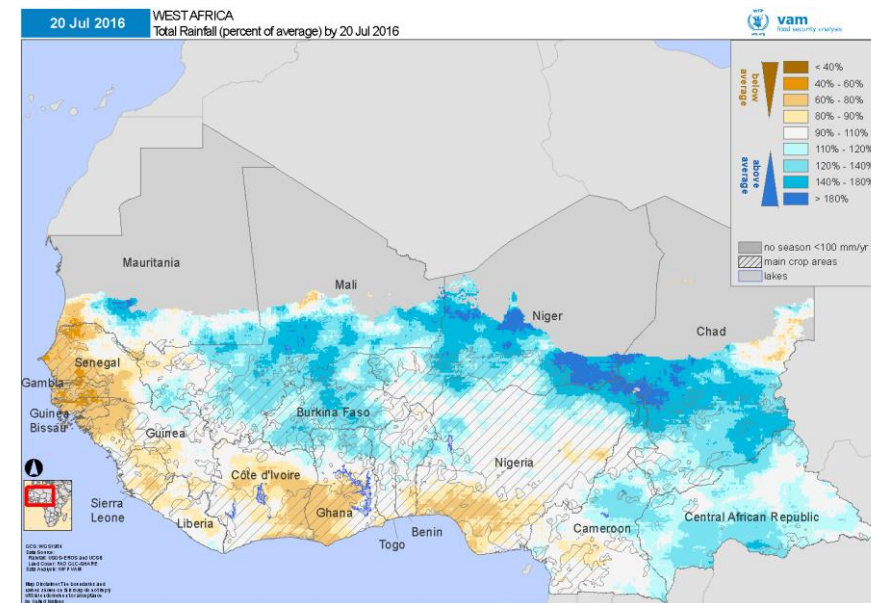 20 Jul 2016
WEST AFRICA
Total Rainfall (percent of average) by 20 Jul 2016
vam
food security analysis
below
average
above
average
< 40%
40% - 60%
60% - 80%
80% - 90%
90% - 110%
110% - 120%
120% - 140%
140% - 180%
> 180%
no season <100 mm/yr
main crop areas
lakes
Mauritania
Mali
Niger
Chad
Senegal
Gambia
Guinea
Bissau
Guinea
Burkina Faso
Nigeria
Côte d'Ivoire
Ghana
Sierra
Leone
Liberia
Togo
Benin
Cameroon
Central African Republic
Data Source: